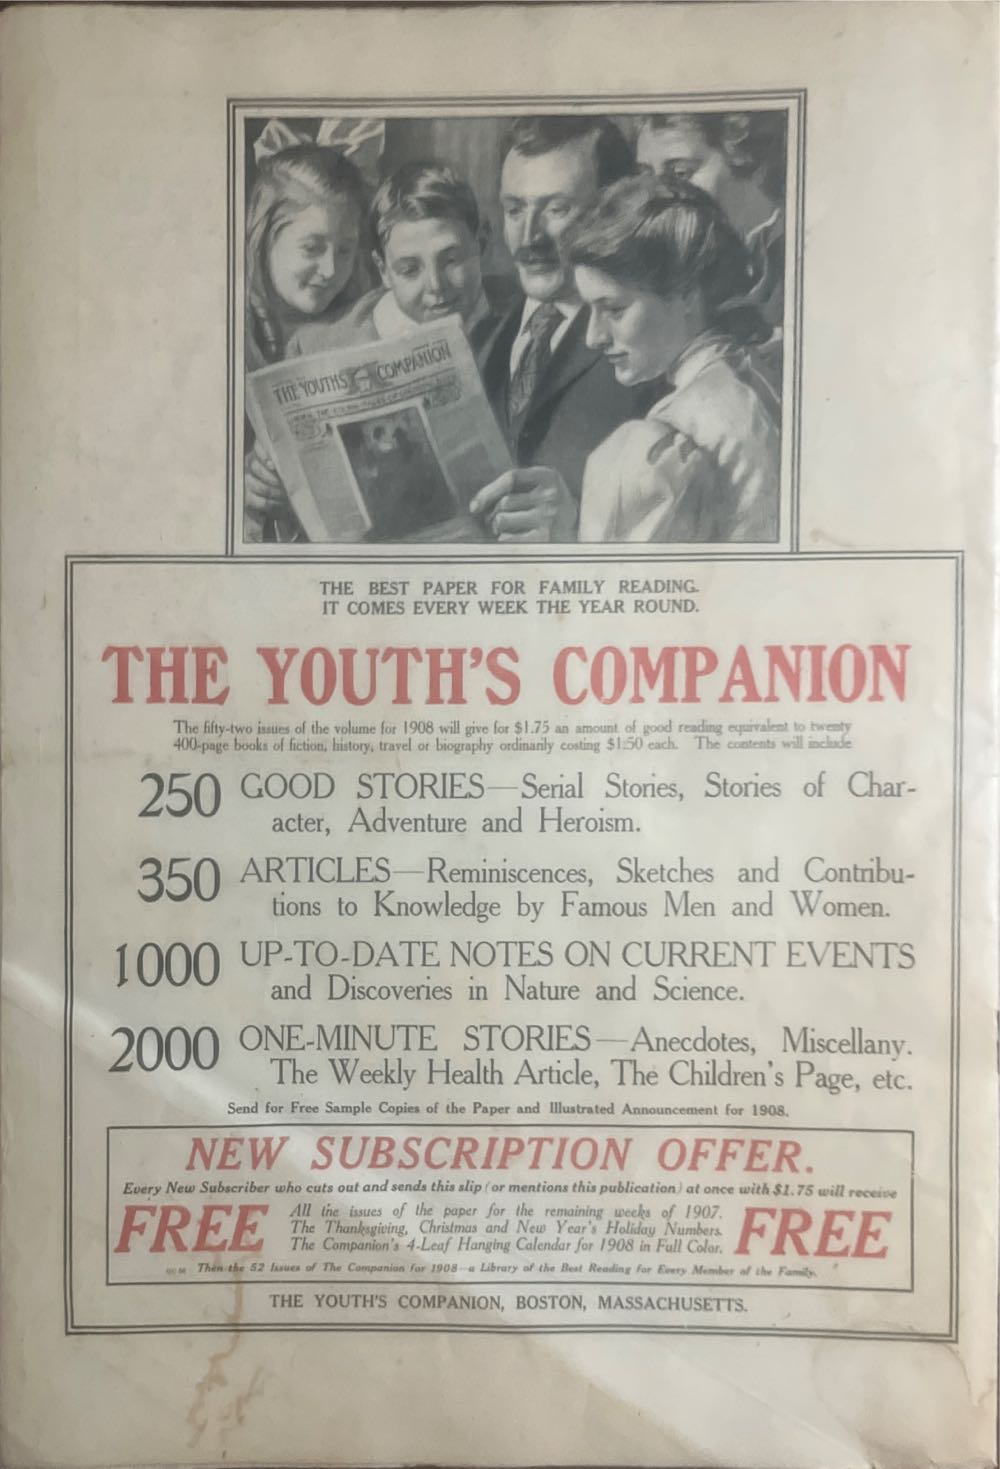 THE YOUTH'S COMPANION
THE BEST PAPER FOR FAMILY READING.
IT COMES EVERY WEEK THE YEAR ROUND.
THE YOUTH'S COMPANION
The fifty-two issues of the volume for 1908 will give for $1.75 an amount of good reading equivalent to twenty
400-page books of fiction, history, travel or biography ordinarily costing $1.50 each. The contents will include
250 GOOD STORIES—Serial Stories, Stories of Char-
acter, Adventure and Heroism.
350 ARTICLES—Reminiscences, Sketches and Contribu-
tions to Knowledge by Famous Men and Women.
1000 UP-TO-DATE NOTES ON CURRENT EVENTS
and Discoveries in Nature and Science.
2000 ONE-MINUTE STORIES—Anecdotes, Miscellany.
The Weekly Health Article, The Children's Page, etc.
Send for Free Sample Copies of the Paper and Illustrated Announcement for 1908.
NEW SUBSCRIPTION OFFER.
Every New Subscriber who cuts out and sends this slip (or mentions this publication) at once with $1.75 will receive
FREE
All the issues of the paper for the remaining weeks of 1907.
The Thanksgiving, Christmas and New Year's Holiday Numbers.
The Companion's 4-Leaf Hanging Calendar for 1908 in Full Color.
FREE
Then the 52 Issues of The Companion for 1908—a Library of the Best Reading for Every Member of the Family.
THE YOUTH'S COMPANION, BOSTON, MASSACHUSETTS.